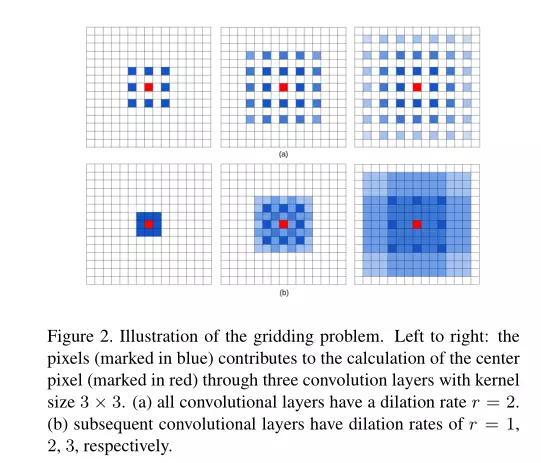 (a)
(b)
Figure 2. Illustration of the gridding problem. Left to right: the
pixels (marked in blue) contributes to the calculation of the center
pixel (marked in red) through three convolution layers with kernel
size 3 × 3. (a) all convolutional layers have a dilation rate r = 2.
(b) subsequent convolutional layers have dilation rates of r = 1,
2, 3, respectively.